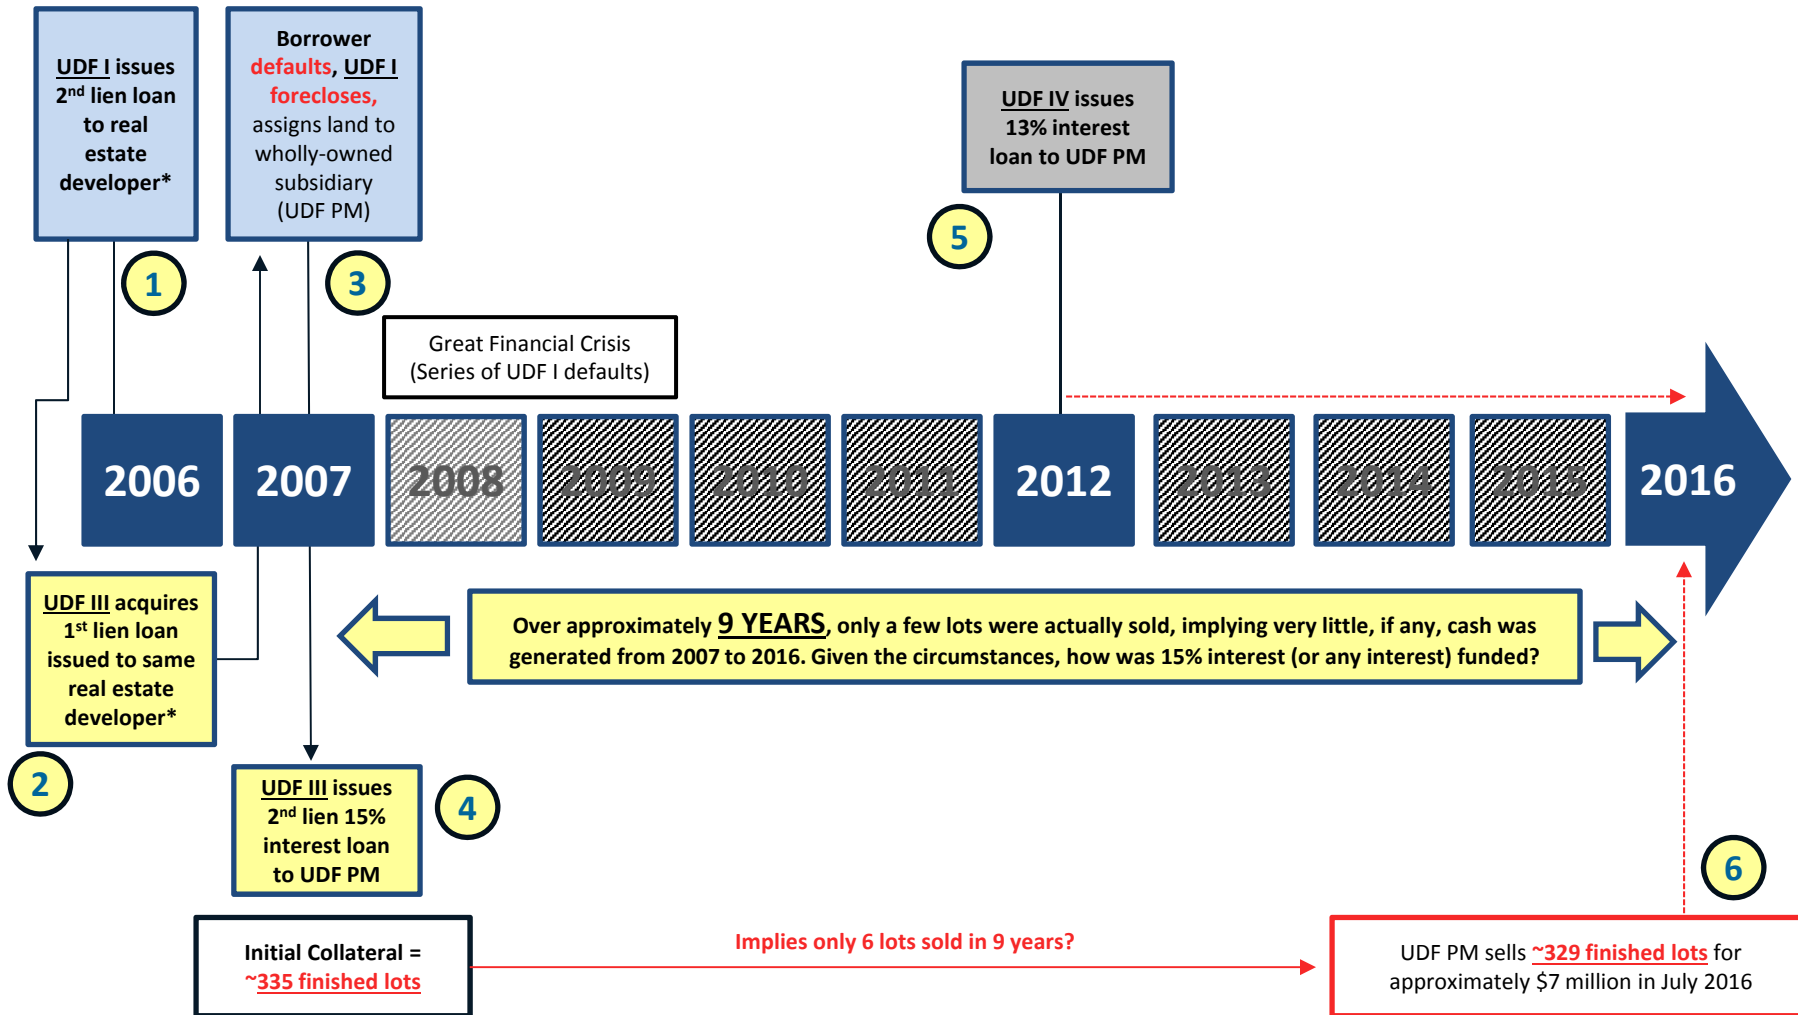 UDF I issues
2nd lien loan
to real
estate
developer*
Borrower
defaults, UDF I
forecloses,
assigns land to
wholly-owned
subsidiary
(UDF PM)
UDF IV issues
13% interest
loan to UDF PM
1
3
5
Great Financial Crisis
(Series of UDF I defaults)
2006
2007
2008
2009
2010
2011
2012
2013
2014
2015
2016
UDF III acquires
1st lien loan
issued to same
real estate
developer*
Over approximately 9 YEARS, only a few lots were actually sold, implying very little, if any, cash was
generated from 2007 to 2016. Given the circumstances, how was 15% interest (or any interest) funded?
2
UDF III issues
2nd lien 15%
interest loan
to UDF PM
4
6
Initial Collateral =
~335 finished lots
Implies only 6 lots sold in 9 years?
UDF PM sells ~329 finished lots for
approximately $7 million in July 2016